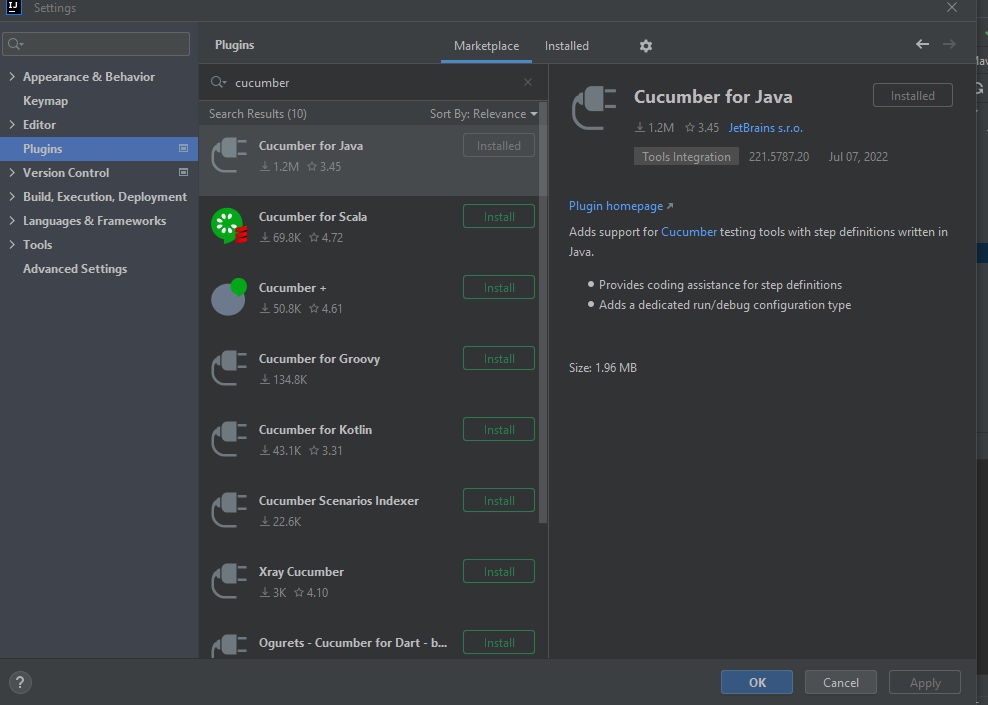 IJ
Settings
Appearance & Behavior
Keymap
Editor
Plugins
Version Control
Build, Execution, Deployment
Languages & Frameworks
Tools
Advanced Settings
Plugins
Marketplace
Installed
cucumber
Search Results (10)
Sort By: Relevance
Cucumber for Java
1.2M 3.45
Installed
Cucumber for Scala
69.8K 4.72
Install
Cucumber +
50.8K 4.61
Install
Cucumber for Groovy
134.8K
Install
Cucumber for Kotlin
43.1K 3.31
Install
Cucumber Scenarios Indexer
22.6K
Install
Xray Cucumber
3K 4.10
Install
Ogurets - Cucumber for Dart - b...
Install
Cucumber for Java
Installed
1.2M 3.45 JetBrains s.r.o.
Tools Integration 221.5787.20 Jul 07, 2022
Plugin homepage
Adds support for Cucumber testing tools with step definitions written in
Java.
Provides coding assistance for step definitions
Adds a dedicated run/debug configuration type
Size: 1.96 MB
?
OK
Cancel
Apply